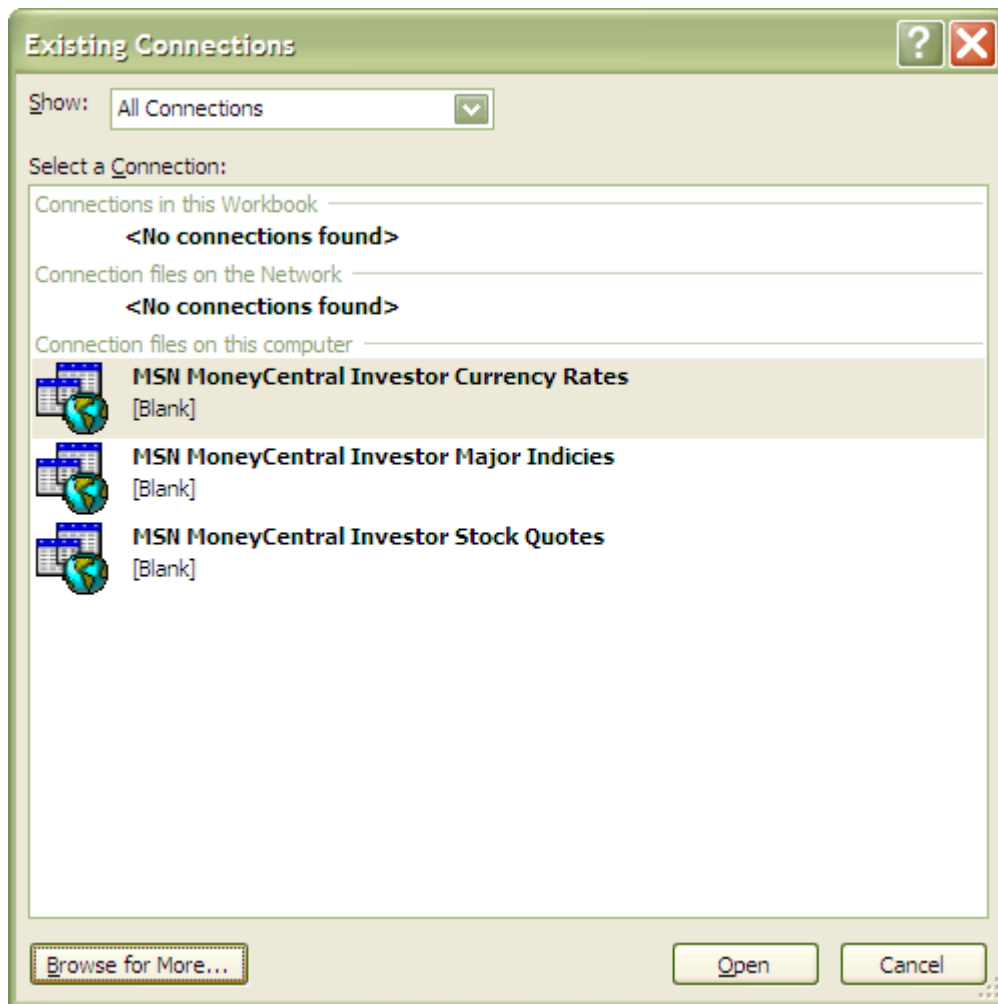 Existing Connections
Show: All Connections
Select a Connection:
Connections in this Workbook
<No connections found>
Connection files on the Network
<No connections found>
Connection files on this computer
MSN MoneyCentral Investor Currency Rates
[Blank]
MSN MoneyCentral Investor Major Indicies
[Blank]
MSN MoneyCentral Investor Stock Quotes
[Blank]
Browse for More... Open Cancel